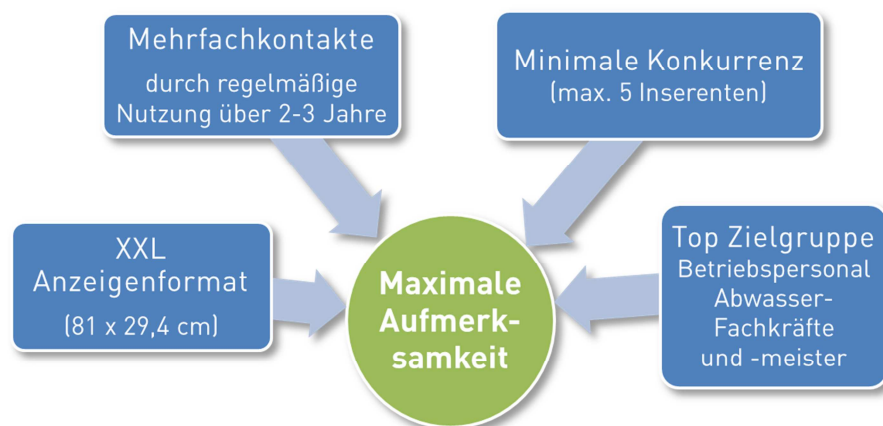 Mehrfachkontakte
durch regelmäßige
Nutzung über 2-3 Jahre
Minimale Konkurrenz
(max. 5 Inserenten)
XXL
Anzeigenformat
(81 x 29,4 cm)
Maximale
Aufmerk-
samkeit
Top Zielgruppe
Betriebspersonal
Abwasser-
Fachkräfte
und -meister